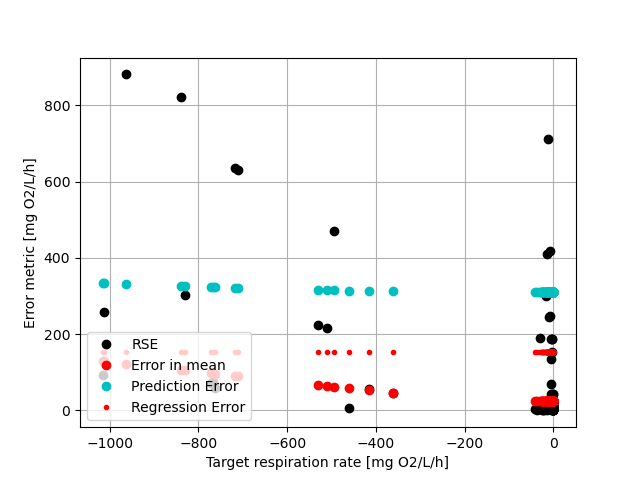 Error metric [mg O2/L/h]
800
600
400
200
0
RSE
Error in mean
Prediction Error
Regression Error
−1000
−800
−600
−400
−200
0
Target respiration rate [mg O2/L/h]